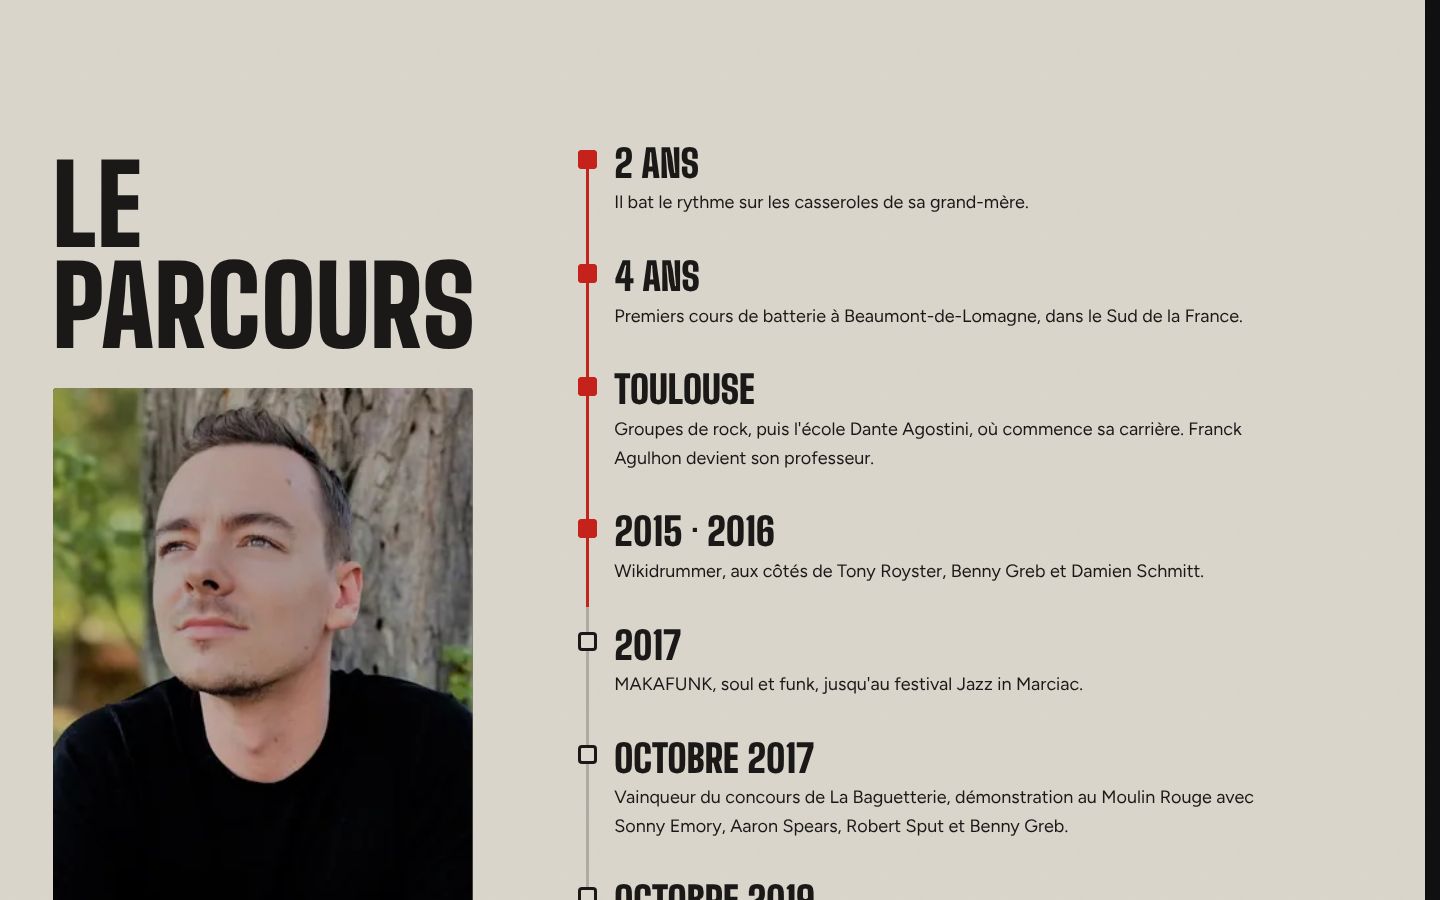 LE
PARCOURS
2 ANS
Il bat le rythme sur les casseroles de sa grand-mère.
4 ANS
Premiers cours de batterie à Beaumont-de-Lomagne, dans le Sud de la France.
TOULOUSE
Groupes de rock, puis l'école Dante Agostini, où commence sa carrière. Franck
Agulhon devient son professeur.
2015 · 2016
Wikidrummer, aux côtés de Tony Royster, Benny Greb et Damien Schmitt.
2017
MAKAFUNK, soul et funk, jusqu'au festival Jazz in Marciac.
OCTOBRE 2017
Vainqueur du concours de La Baguetterie, démonstration au Moulin Rouge avec
Sonny Emory, Aaron Spears, Robert Sput et Benny Greb.
OCTOBRE 2019